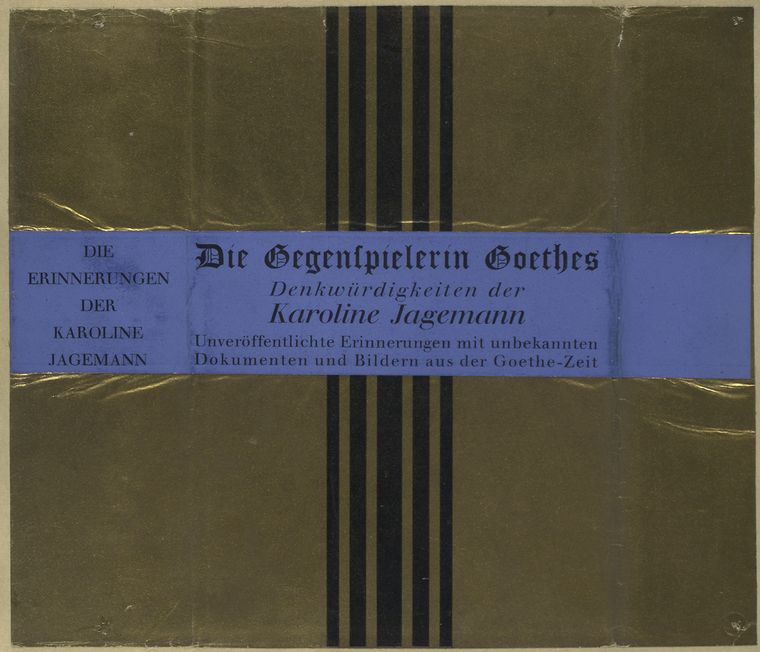 DIE
ERINNERUNGEN
DER
KAROLINE
JAGEMANN
Die Gegenſpielerin Goethes
Denkwürdigkeiten der
Karoline Jagemann
Unveröffentlichte Erinnerungen mit unbekannten
Dokumenten und Bildern aus der Goethe-Zeit